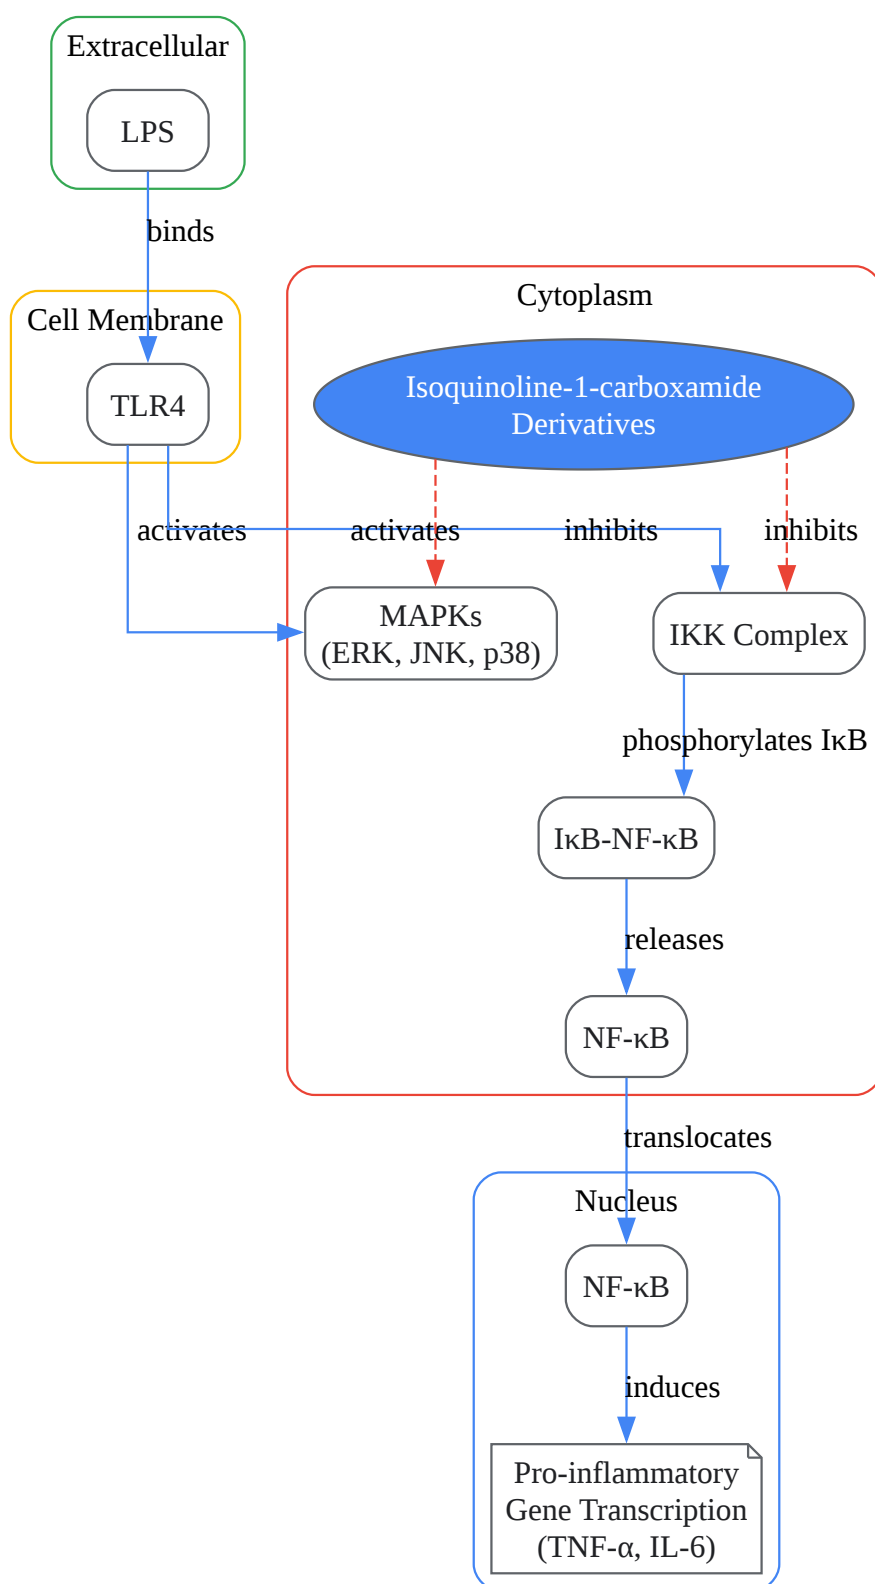 Extracellular
LPS
binds
Cell Membrane
TLR4
Cytoplasm
Isoquinoline-1-carboxamide
Derivatives
activates
activates
inhibits
inhibits
MAPKs
(ERK, JNK, p38)
IKK Complex
phosphorylates IκB
IκB-NF-κB
releases
NF-κB
translocates
Nucleus
NF-κB
induces
Pro-inflammatory
Gene Transcription
(TNF-α, IL-6)